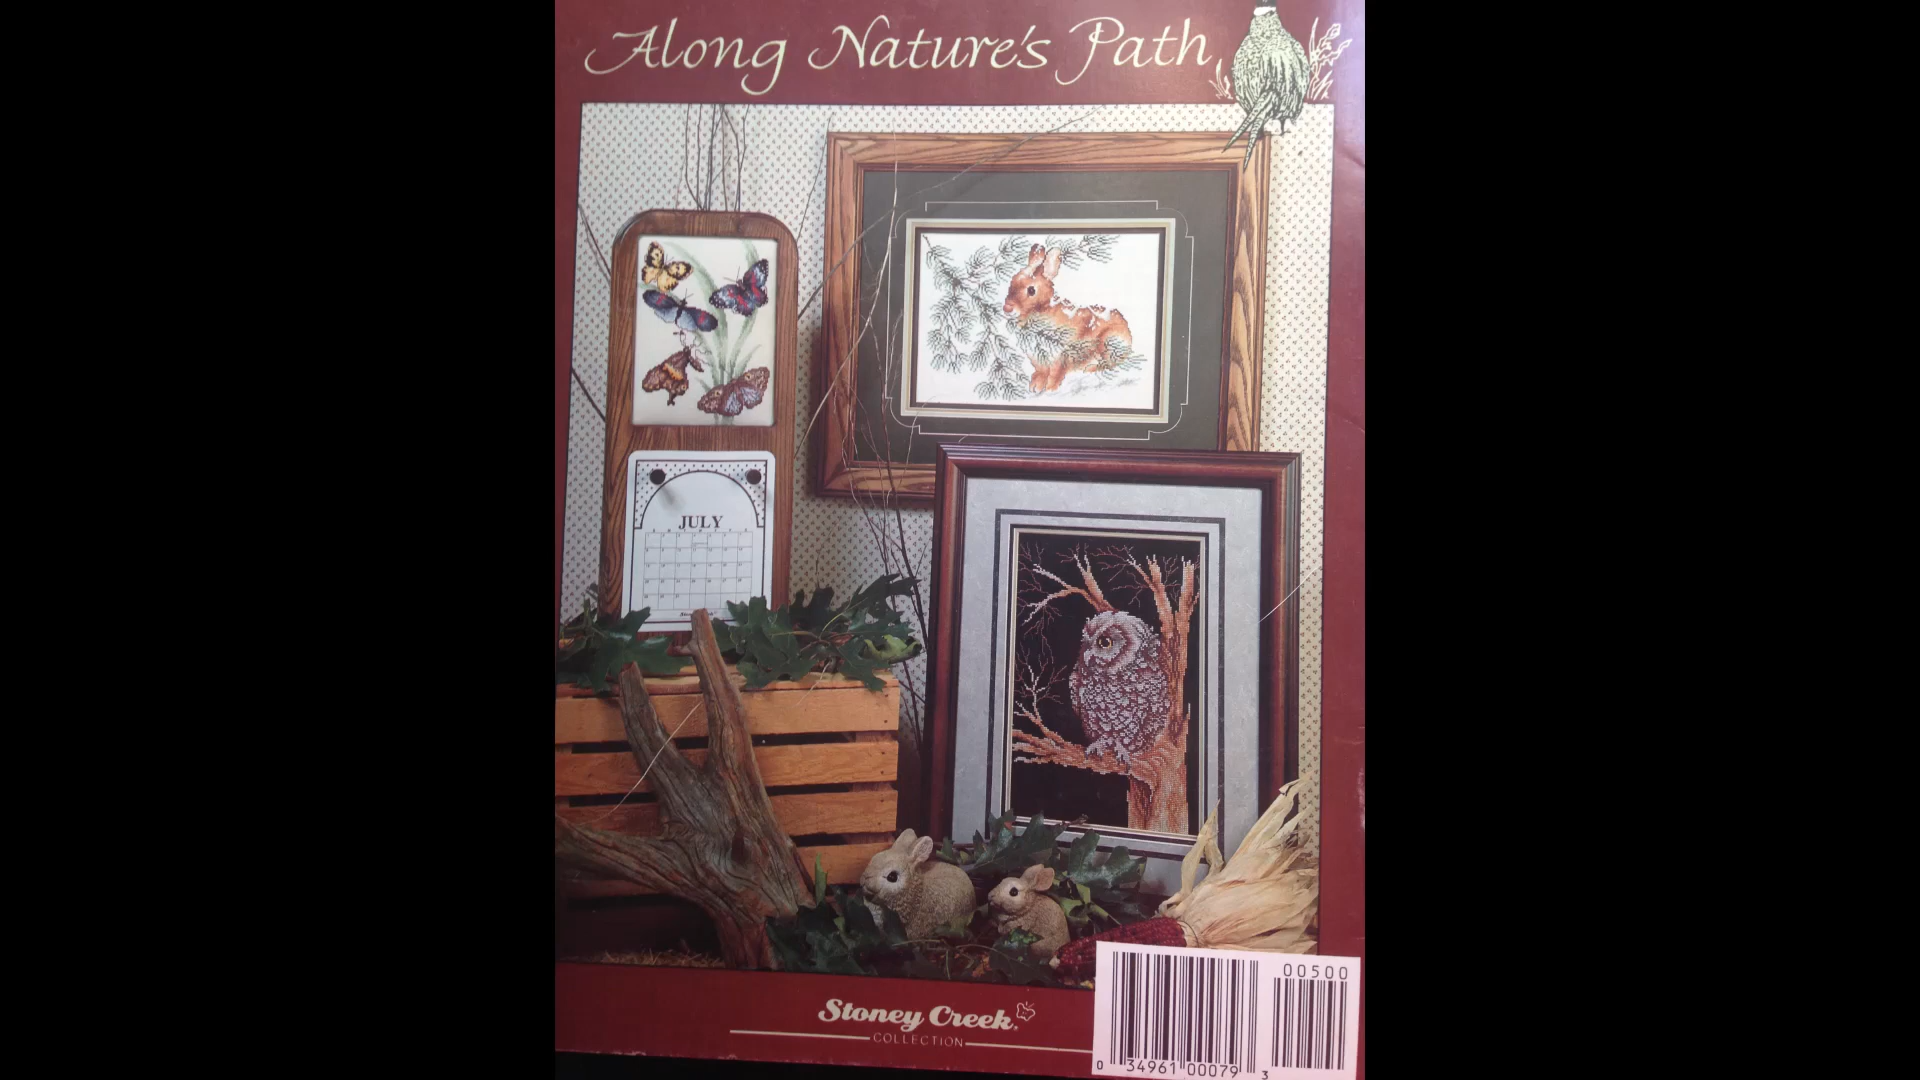 Along Nature's Path
JULY
Stoney Creek®
COLLECTION
00500
0 34961 00079 3